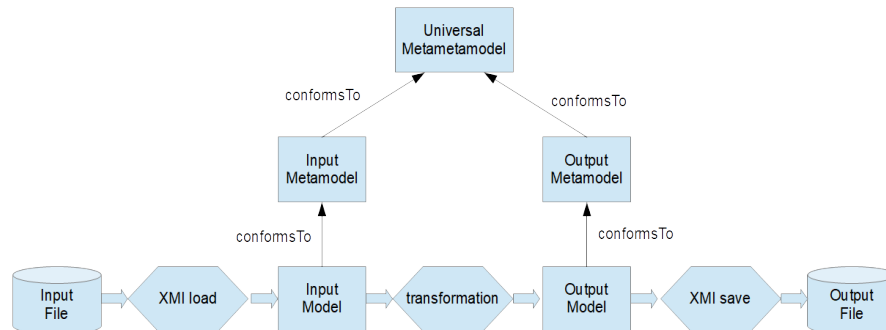 Universal
Metametamodel
conformsTo
conformsTo
Input
Metamodel
Output
Metamodel
conformsTo
conformsTo
Input
File
XMI load
Input
Model
transformation
Output
Model
XMI save
Output
File